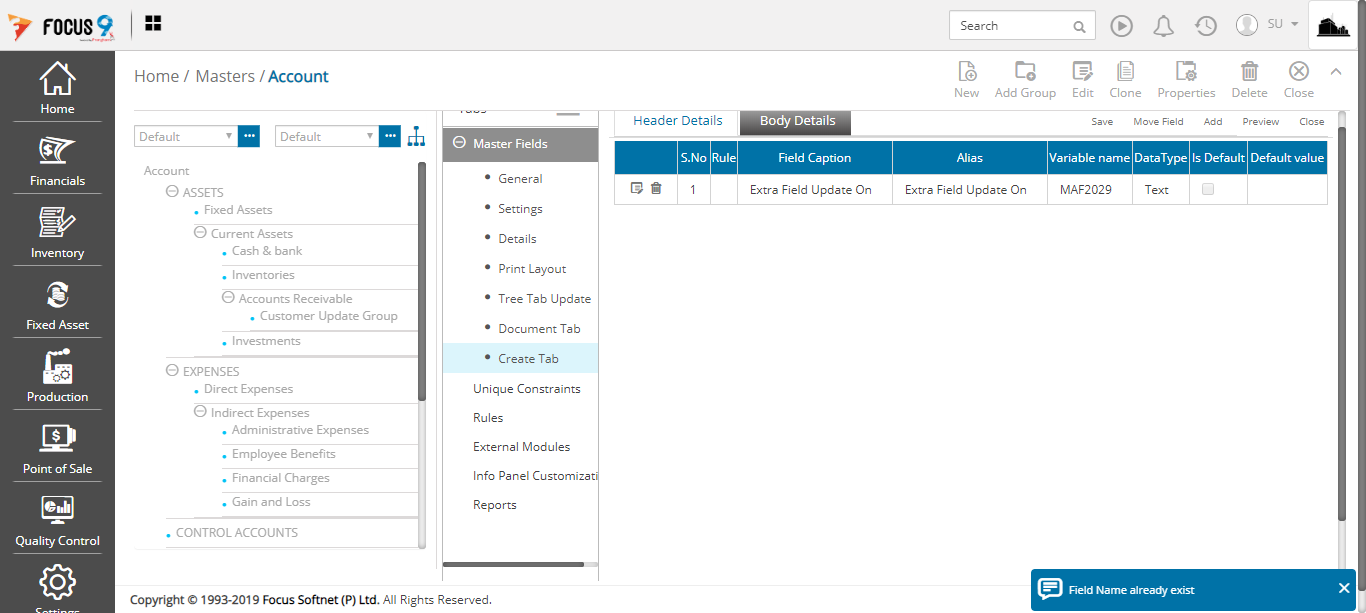 FOCUS 9
Search
SU
Home / Masters / Account
New
Add Group
Edit
Clone
Properties
Delete
Close
Home
Financials
Inventory
Fixed Asset
Production
Point of Sale
Quality Control
Settings
Default
Default
Account
ASSETS
Fixed Assets
Current Assets
Cash & bank
Inventories
Accounts Receivable
Customer Update Group
Investments
EXPENSES
Direct Expenses
Indirect Expenses
Administrative Expenses
Employee Benefits
Financial Charges
Gain and Loss
CONTROL ACCOUNTS
Tabs
Master Fields
General
Settings
Details
Print Layout
Tree Tab Update
Document Tab
Create Tab
Unique Constraints
Rules
External Modules
Info Panel Customizati
Reports
Header Details
Body Details
Save
Move Field
Add
Preview
Close
S.No Rule Field Caption Alias Variable name DataType Is Default Default value
1 Extra Field Update On Extra Field Update On MAF2029 Text
Copyright © 1993-2019 Focus Softnet (P) Ltd. All Rights Reserved.
Field Name already exist